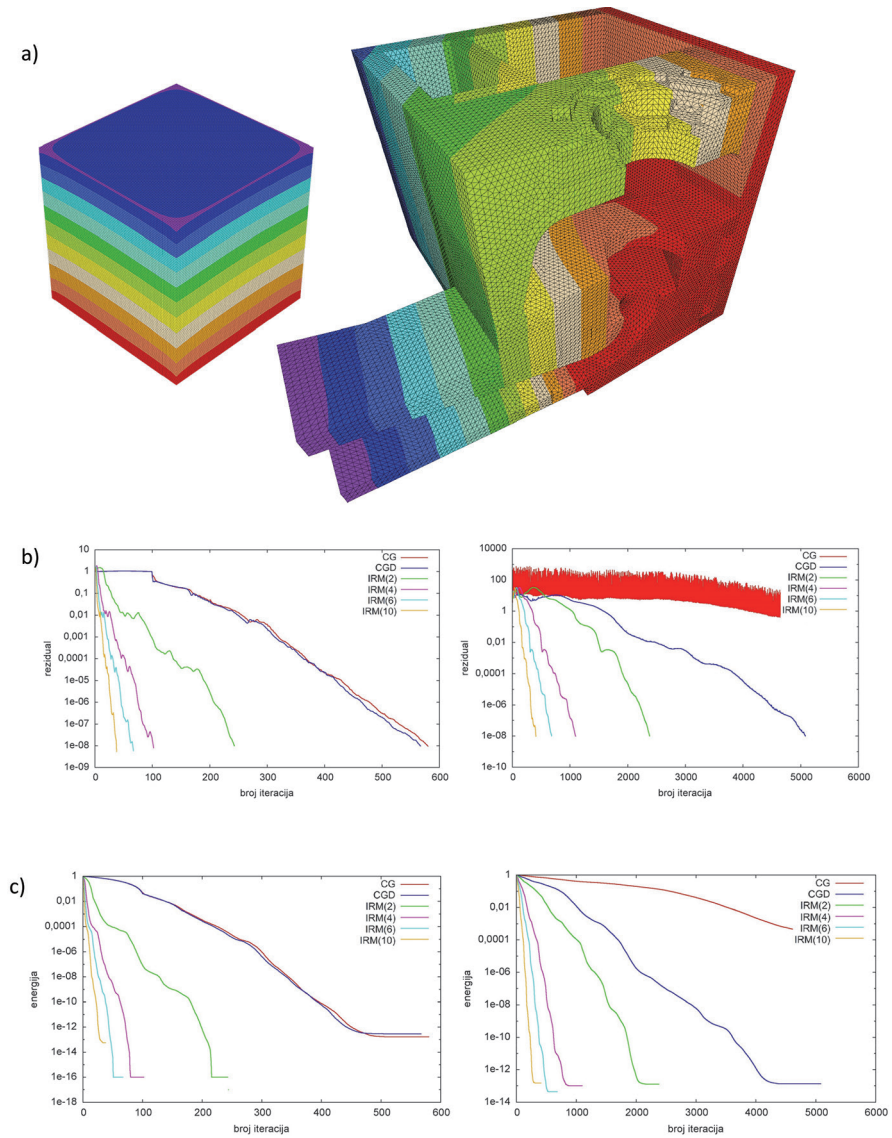 a)
b)
10
1
0,1
0,01
0,001
0,0001
1e-05
1e-06
1e-07
1e-08
1e-09
rezidual
0
100
200
300
400
500
600
broj iteracija
CG
CGD
IRM(2)
IRM(4)
IRM(6)
IRM(10)
10000
100
1
0,01
0,0001
1e-06
1e-08
1e-10
rezidual
0
1000
2000
3000
4000
5000
6000
broj iteracija
CG
CGD
IRM(2)
IRM(4)
IRM(6)
IRM(10)
c)
1
0,01
0,0001
1e-06
1e-08
1e-10
1e-12
1e-14
1e-16
1e-18
energija
0
100
200
300
400
500
600
broj iteracija
CG
CGD
IRM(2)
IRM(4)
IRM(6)
IRM(10)
1
0,01
0,0001
1e-06
1e-08
1e-10
1e-12
1e-14
energija
0
1000
2000
3000
4000
5000
6000
broj iteracija
CG
CGD
IRM(2)
IRM(4)
IRM(6)
IRM(10)